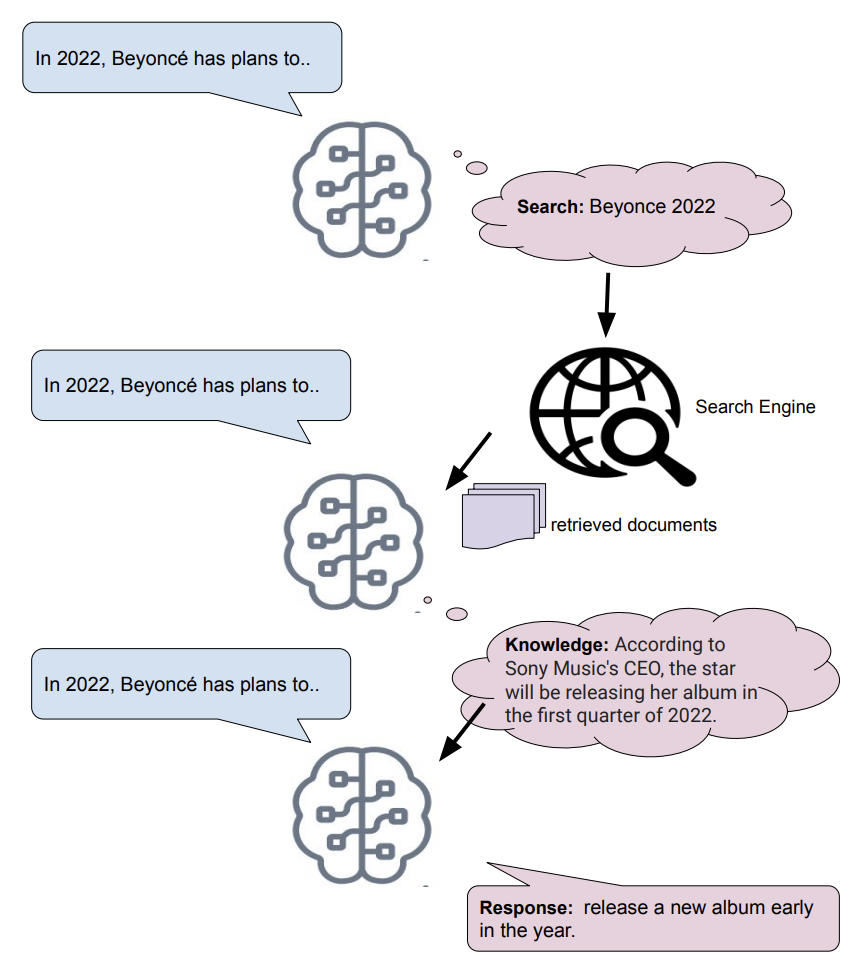 In 2022, Beyoncé has plans to..
Search: Beyonce 2022
Search Engine
In 2022, Beyoncé has plans to..
retrieved documents
Knowledge: According to
Sony Music's CEO, the star
will be releasing her album in
the first quarter of 2022.
In 2022, Beyoncé has plans to..
Response: release a new album early
in the year.